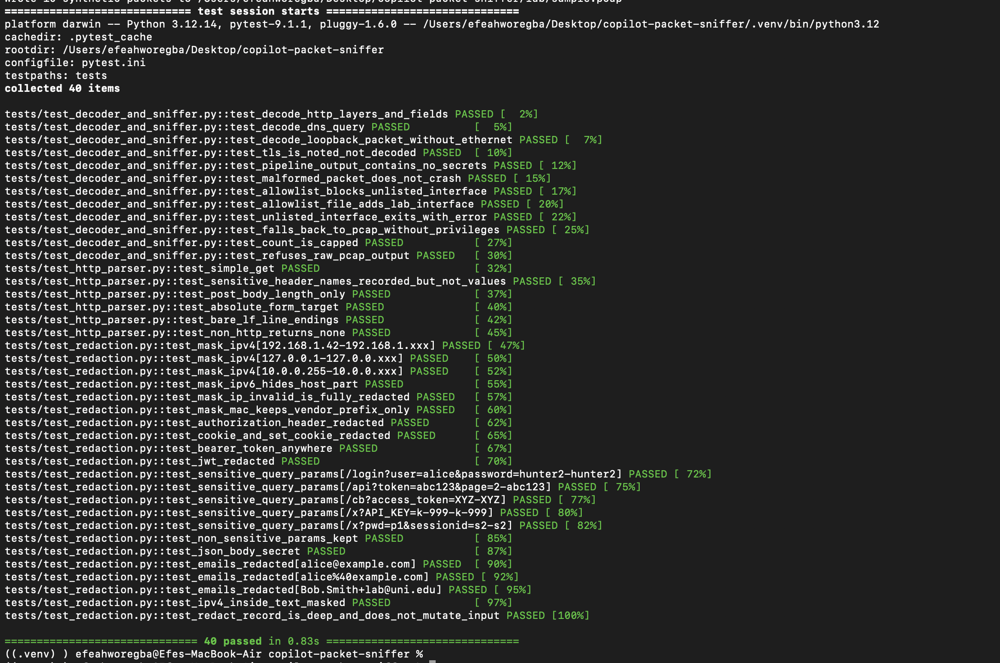 wrote 10 synthetic packets to /Users/efeahworegba/Desktop/copilot-packet-sniffer/lab/sample.pcap
============================= test session starts ==============================
platform darwin -- Python 3.12.14, pytest-9.1.1, pluggy-1.6.0 -- /Users/efeahworegba/Desktop/copilot-packet-sniffer/.venv/bin/python3.12
cachedir: .pytest_cache
rootdir: /Users/efeahworegba/Desktop/copilot-packet-sniffer
configfile: pytest.ini
testpaths: tests
collected 40 items
tests/test_decoder_and_sniffer.py::test_decode_http_layers_and_fields PASSED [  2%]
tests/test_decoder_and_sniffer.py::test_decode_dns_query PASSED          [  5%]
tests/test_decoder_and_sniffer.py::test_decode_loopback_packet_without_ethernet PASSED [  7%]
tests/test_decoder_and_sniffer.py::test_tls_is_noted_not_decoded PASSED  [ 10%]
tests/test_decoder_and_sniffer.py::test_pipeline_output_contains_no_secrets PASSED [ 12%]
tests/test_decoder_and_sniffer.py::test_malformed_packet_does_not_crash PASSED [ 15%]
tests/test_decoder_and_sniffer.py::test_allowlist_blocks_unlisted_interface PASSED [ 17%]
tests/test_decoder_and_sniffer.py::test_allowlist_file_adds_lab_interface PASSED [ 20%]
tests/test_decoder_and_sniffer.py::test_unlisted_interface_exits_with_error PASSED [ 22%]
tests/test_decoder_and_sniffer.py::test_falls_back_to_pcap_without_privileges PASSED [ 25%]
tests/test_decoder_and_sniffer.py::test_count_is_capped PASSED           [ 27%]
tests/test_decoder_and_sniffer.py::test_refuses_raw_pcap_output PASSED   [ 30%]
tests/test_http_parser.py::test_simple_get PASSED                        [ 32%]
tests/test_http_parser.py::test_sensitive_header_names_recorded_but_not_values PASSED [ 35%]
tests/test_http_parser.py::test_post_body_length_only PASSED             [ 37%]
tests/test_http_parser.py::test_absolute_form_target PASSED              [ 40%]
tests/test_http_parser.py::test_bare_lf_line_endings PASSED              [ 42%]
tests/test_http_parser.py::test_non_http_returns_none PASSED             [ 45%]
tests/test_redaction.py::test_mask_ipv4[192.168.1.42-192.168.1.xxx] PASSED [ 47%]
tests/test_redaction.py::test_mask_ipv4[127.0.0.1-127.0.0.xxx] PASSED    [ 50%]
tests/test_redaction.py::test_mask_ipv4[10.0.0.255-10.0.0.xxx] PASSED    [ 52%]
tests/test_redaction.py::test_mask_ipv6_hides_host_part PASSED           [ 55%]
tests/test_redaction.py::test_mask_ip_invalid_is_fully_redacted PASSED   [ 57%]
tests/test_redaction.py::test_mask_mac_keeps_vendor_prefix_only PASSED   [ 60%]
tests/test_redaction.py::test_authorization_header_redacted PASSED       [ 62%]
tests/test_redaction.py::test_cookie_and_set_cookie_redacted PASSED      [ 65%]
tests/test_redaction.py::test_bearer_token_anywhere PASSED               [ 67%]
tests/test_redaction.py::test_jwt_redacted PASSED                        [ 70%]
tests/test_redaction.py::test_sensitive_query_params[/login?user=alice&password=hunter2-hunter2] PASSED [ 72%]
tests/test_redaction.py::test_sensitive_query_params[/api?token=abc123&page=2-abc123] PASSED [ 75%]
tests/test_redaction.py::test_sensitive_query_params[/cb?access_token=XYZ-XYZ] PASSED [ 77%]
tests/test_redaction.py::test_sensitive_query_params[/x?API_KEY=k-999-k-999] PASSED [ 80%]
tests/test_redaction.py::test_sensitive_query_params[/x?pwd=p1&sessionid=s2-s2] PASSED [ 82%]
tests/test_redaction.py::test_non_sensitive_params_kept PASSED           [ 85%]
tests/test_redaction.py::test_json_body_secret PASSED                    [ 87%]
tests/test_redaction.py::test_emails_redacted[alice@example.com] PASSED  [ 90%]
tests/test_redaction.py::test_emails_redacted[alice%40example.com] PASSED [ 92%]
tests/test_redaction.py::test_emails_redacted[Bob.Smith+lab@uni.edu] PASSED [ 95%]
tests/test_redaction.py::test_ipv4_inside_text_masked PASSED             [ 97%]
tests/test_redaction.py::test_redact_record_is_deep_and_does_not_mutate_input PASSED [100%]
============================== 40 passed in 0.83s ==============================
((.venv) ) efeahworegba@Efes-MacBook-Air copilot-packet-sniffer %